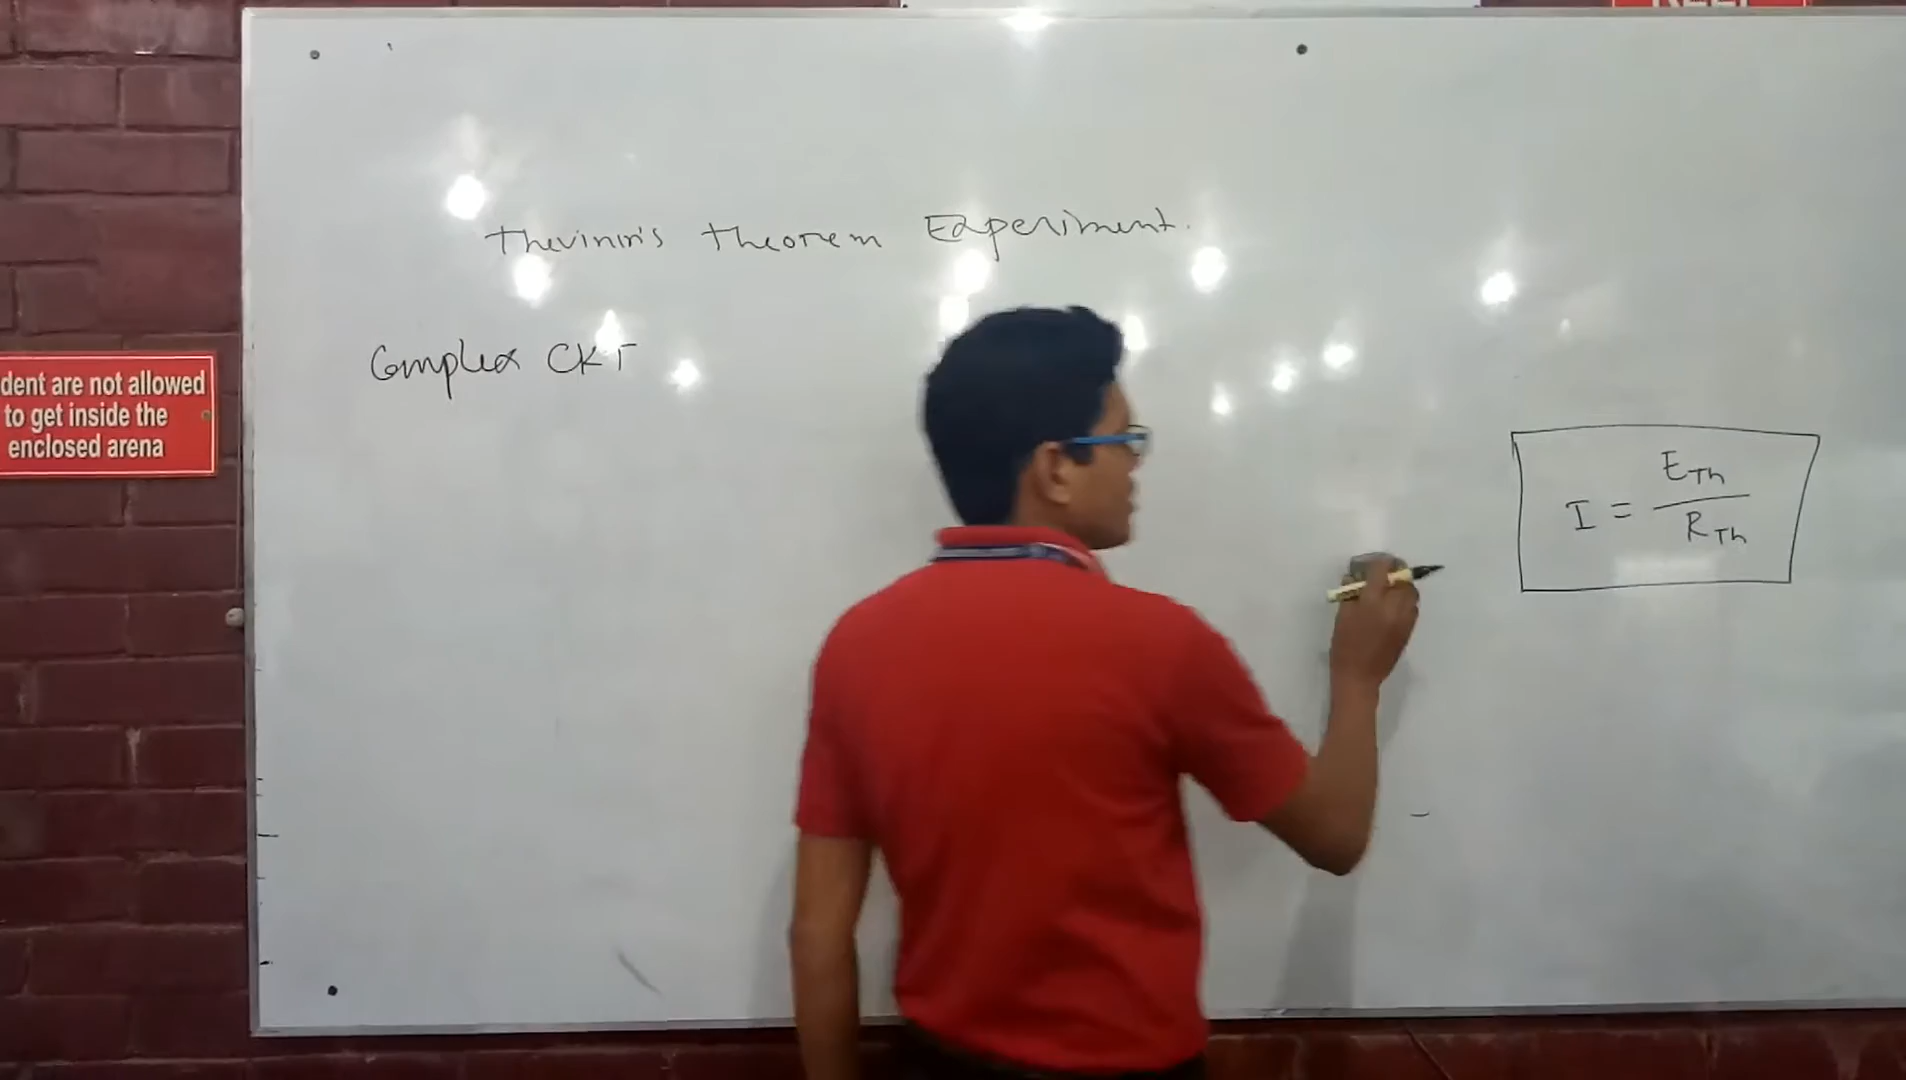 Thevinin's Theorem Experiment.
Complex CKT
dent are not allowed
to get inside the
enclosed arena
I = E_Th / R_Th